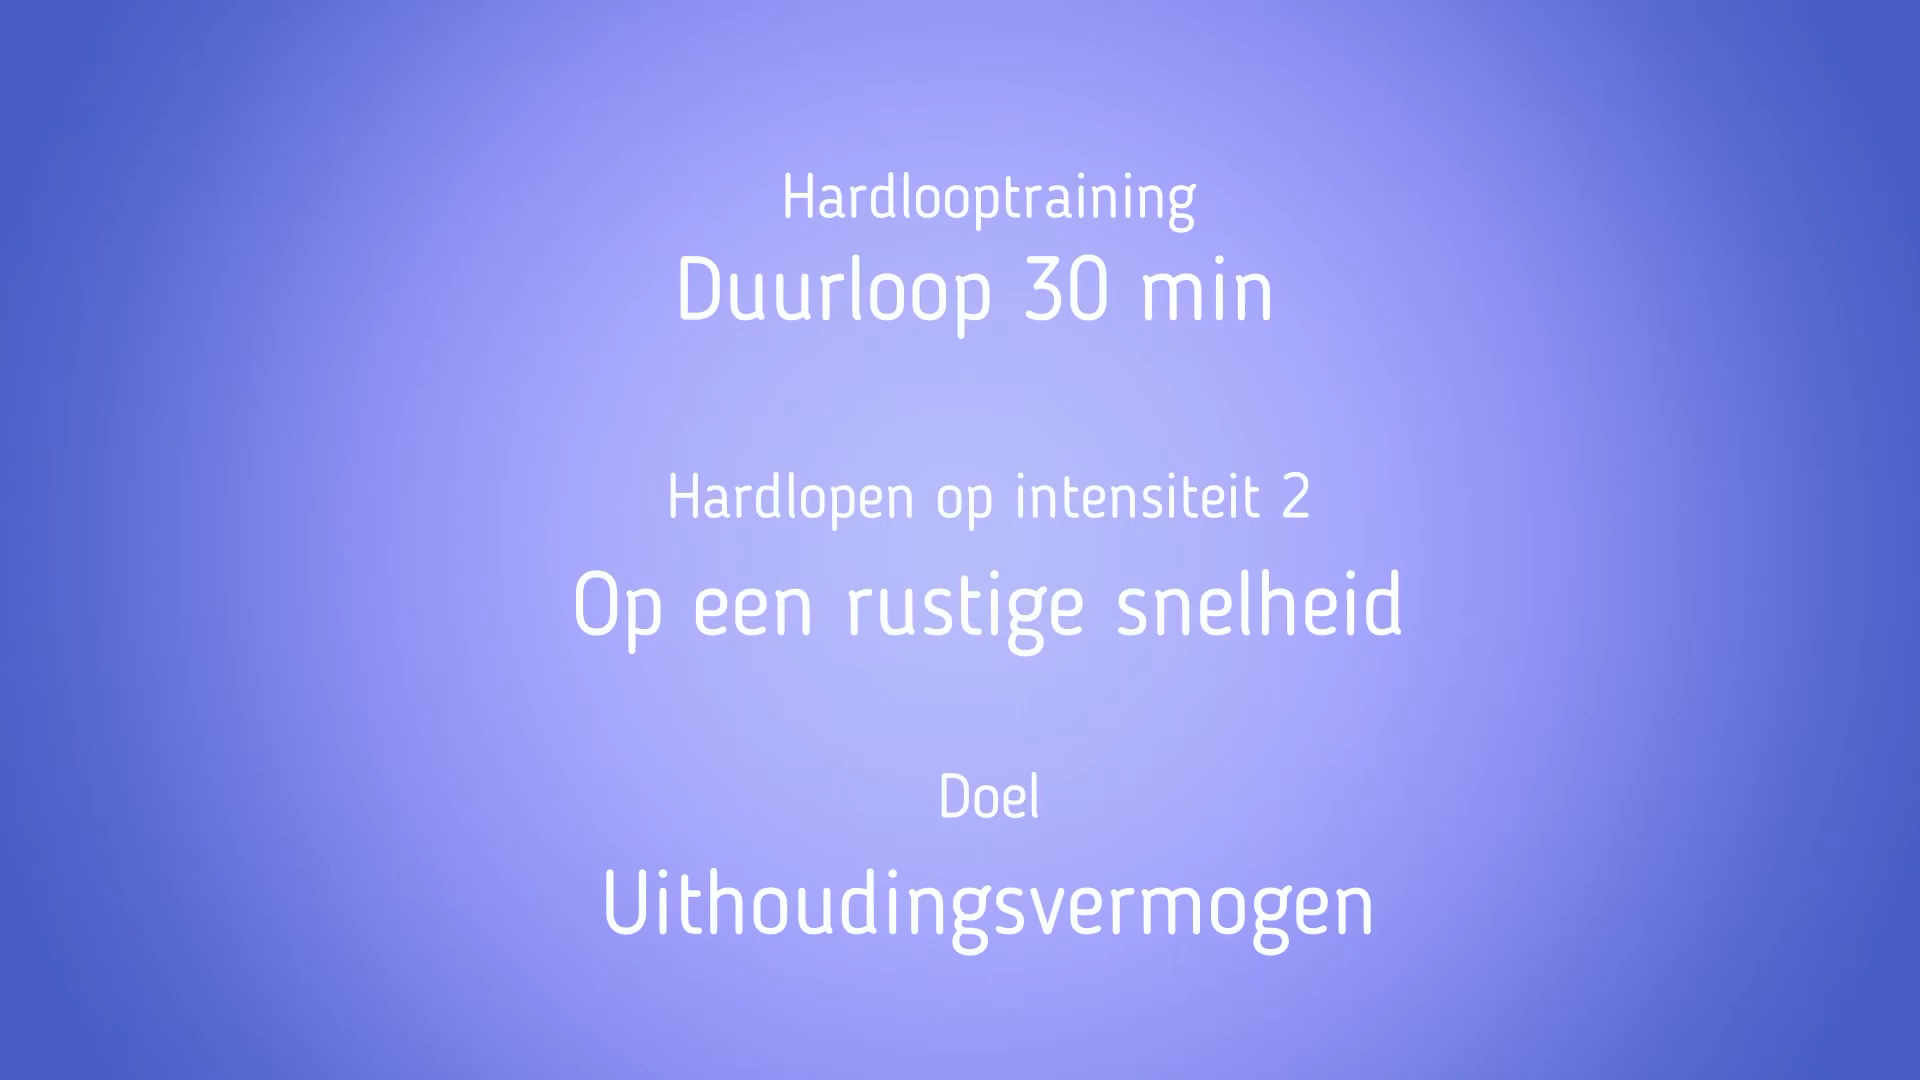 Hardlooptraining
Duurloop 30 min
Hardlopen op intensiteit 2
Op een rustige snelheid
Doel
Uithoudingsvermogen